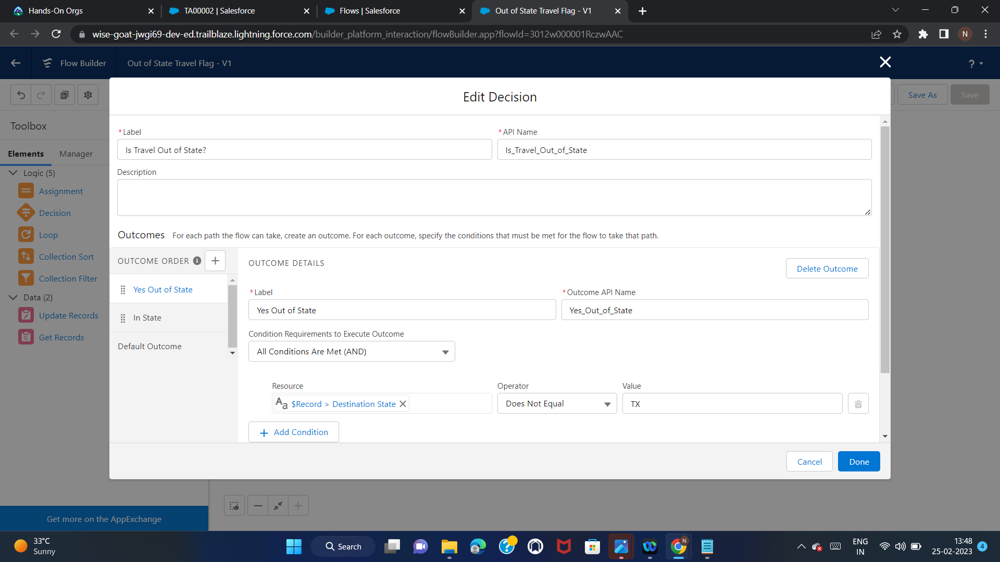 Hands-On Orgs
TA00002 | Salesforce
Flows | Salesforce
Out of State Travel Flag - V1
wise-goat-jwgi69-dev-ed.trailblaze.lightning.force.com/builder_platform_interaction/flowBuilder.app?flowId=3012w000001RczwAAC
N
Flow Builder
Out of State Travel Flag - V1
?
Edit Decision
Save As
Save
Toolbox
Elements
Manager
Logic (5)
Assignment
Decision
Loop
Collection Sort
Collection Filter
Data (2)
Update Records
Get Records
*Label
Is Travel Out of State?
*API Name
Is_Travel_Out_of_State
Description
Outcomes For each path the flow can take, create an outcome. For each outcome, specify the conditions that must be met for the flow to take that path.
OUTCOME ORDER
Yes Out of State
In State
Default Outcome
OUTCOME DETAILS
Delete Outcome
*Label
Yes Out of State
*Outcome API Name
Yes_Out_of_State
Condition Requirements to Execute Outcome
All Conditions Are Met (AND)
Resource
Operator
Value
Aa $Record > Destination State
Does Not Equal
TX
Add Condition
Cancel
Done
Get more on the AppExchange
33°C
Sunny
Search
N
ENG
IN
13:48
25-02-2023
4